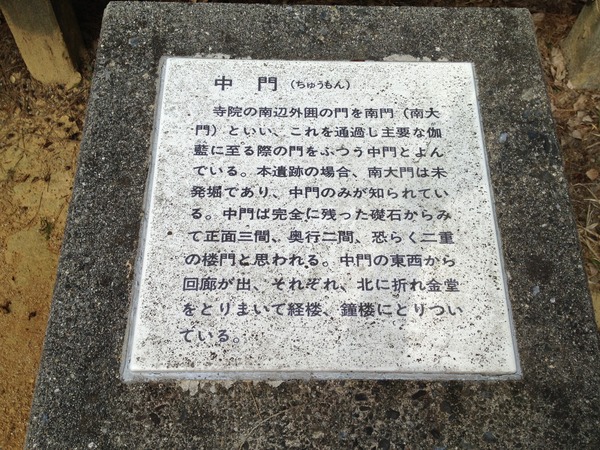 中門（ちゅうもん）
寺院の南辺外囲の門を南門（南大
門）といい、これを通過し主要な伽
藍に至る際の門をふつう中門とよん
でいる。本遺跡の場合、南大門は未
発掘であり、中門のみが知られてい
る。中門は完全に残った礎石からみ
て正面三間、奥行二間、恐らく二重
の楼門と思われる。中門の東西から
回廊が出、それぞれ、北に折れ金堂
をとりまいて経楼、鐘楼にとりつい
ている。